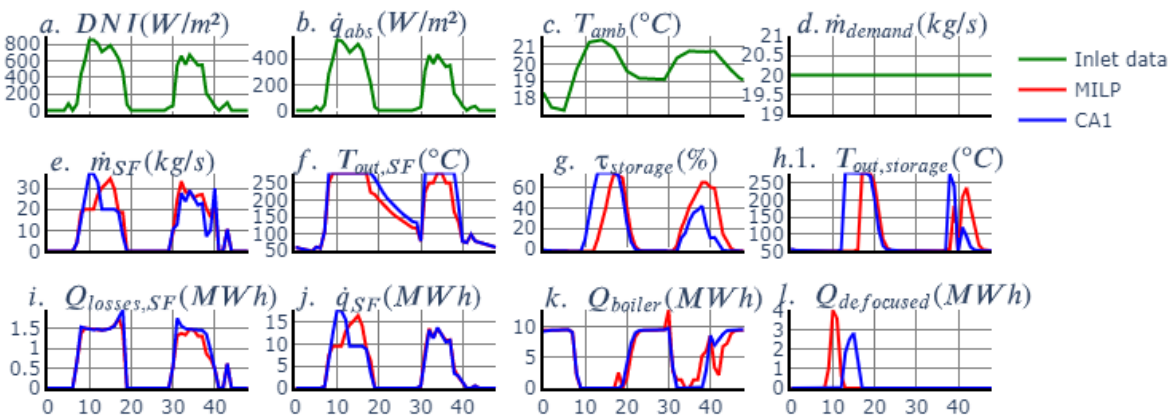 a. DNI(W/m²)
b. q̇abs(W/m²)
c. Tamb(°C)
d. ṁdemand(kg/s)
800
600
400
200
0
400
200
0
21
20
19
18
21
20.5
20
19.5
19
Inlet data
MILP
CA1
e. ṁSF(kg/s)
f. Tout,SF(°C)
g. τstorage(%)
h.1. Tout,storage(°C)
30
20
10
0
250
200
150
100
50
60
40
20
0
250
200
150
100
50
i. Qlosses,SF(MWh)
j. q̇SF(MWh)
k. Qboiler(MWh)
l. Qdefocused(MWh)
1.5
1
0.5
0
15
10
5
0
10
5
0
4
3
2
1
0
0 10 20 30 40
0 10 20 30 40
0 10 20 30 40
0 10 20 30 40